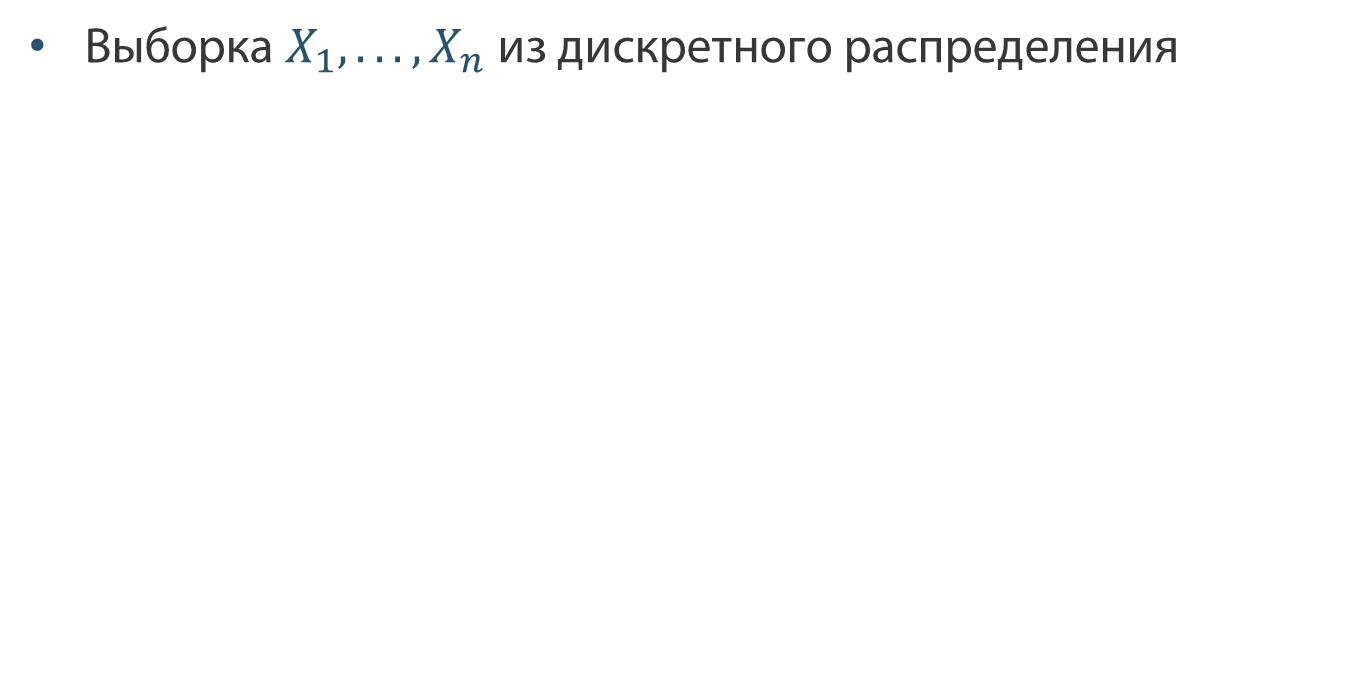 • Выборка X₁, . . . , Xₙ из дискретного распределения